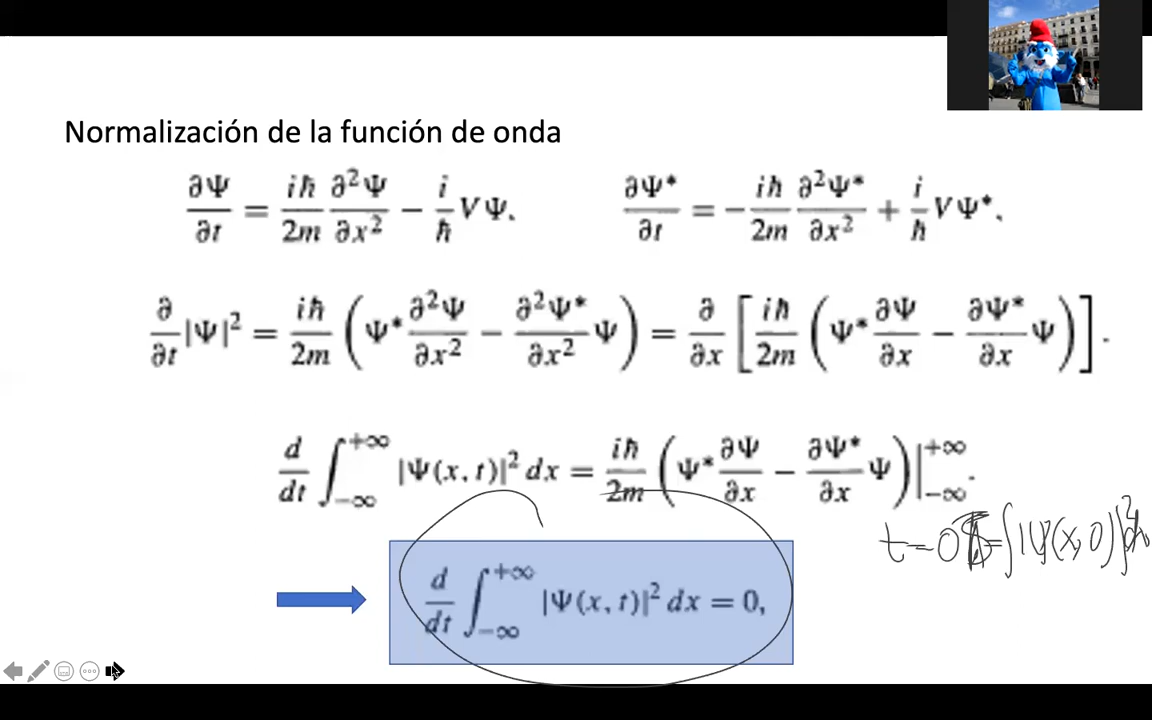 Normalización de la función de onda
∂Ψ/∂t = iħ/2m ∂²Ψ/∂x² − i/ħ VΨ, ∂Ψ*/∂t = − iħ/2m ∂²Ψ*/∂x² + i/ħ VΨ*,
∂/∂t |Ψ|² = iħ/2m (Ψ* ∂²Ψ/∂x² − ∂²Ψ*/∂x² Ψ) = ∂/∂x [iħ/2m (Ψ* ∂Ψ/∂x − ∂Ψ*/∂x Ψ)].
d/dt ∫₋∞⁺∞ |Ψ(x, t)|² dx = iħ/2m (Ψ* ∂Ψ/∂x − ∂Ψ*/∂x Ψ)|₋∞⁺∞.
t=0 =∫|Ψ(x,0)|²dx
d/dt ∫₋∞⁺∞ |Ψ(x, t)|² dx = 0,